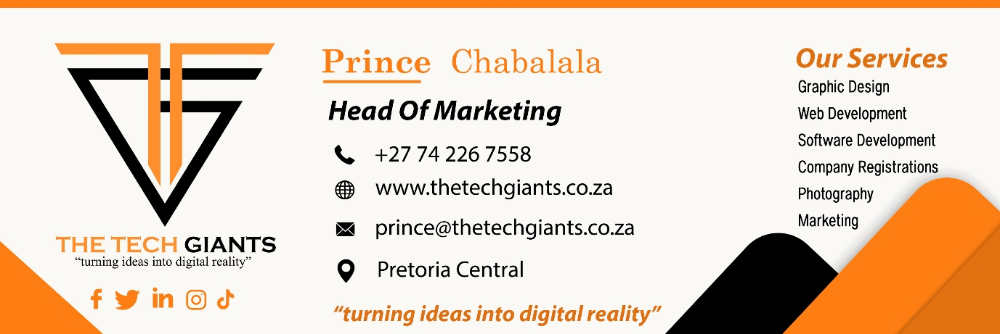 THE TECH GIANTS
“turning ideas into digital reality”
Prince Chabalala
Head Of Marketing
+27 74 226 7558
www.thetechgiants.co.za
prince@thetechgiants.co.za
Pretoria Central
“turning ideas into digital reality”
Our Services
Graphic Design
Web Development
Software Development
Company Registrations
Photography
Marketing